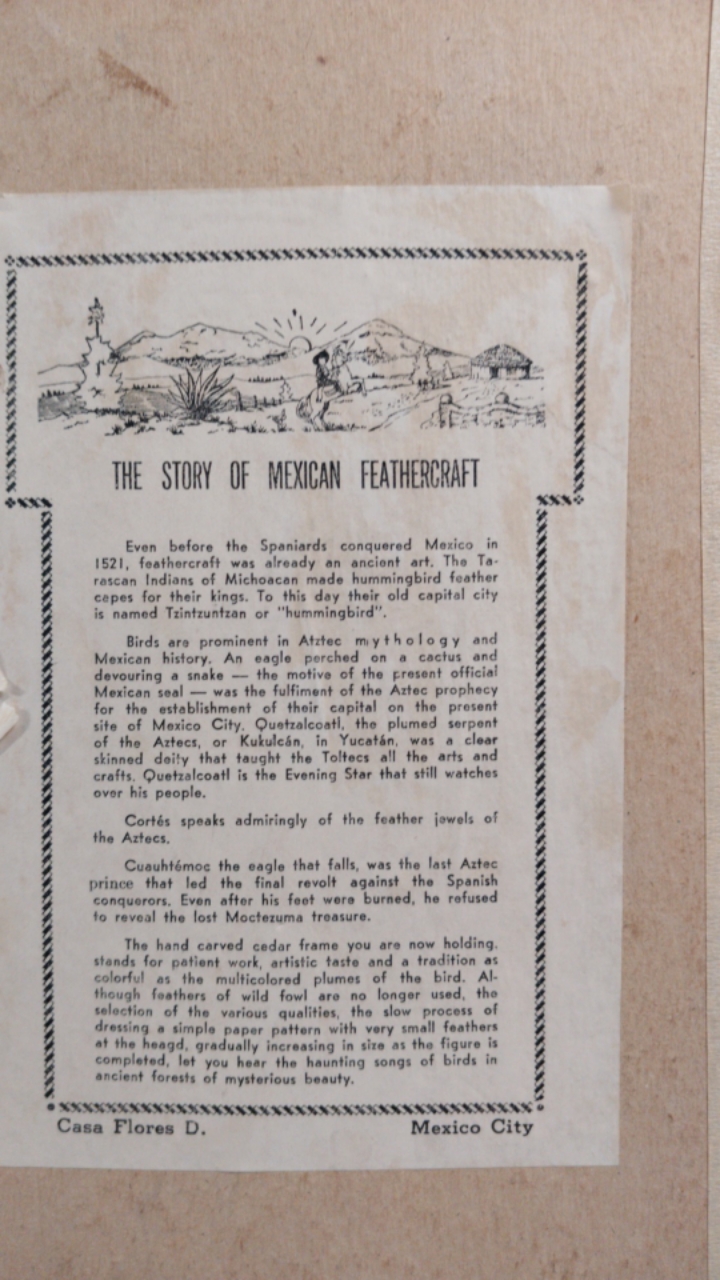 THE STORY OF MEXICAN FEATHERCRAFT
Even before the Spaniards conquered Mexico in
1521, feathercraft was already an ancient art. The Ta-
rascan Indians of Michoacan made hummingbird feather
capes for their kings. To this day their old capital city
is named Tzintzuntzan or "hummingbird".
Birds are prominent in Atztec mythology and
Mexican history. An eagle perched on a cactus and
devouring a snake — the motive of the present official
Mexican seal — was the fulfiment of the Aztec prophecy
for the establishment of their capital on the present
site of Mexico City. Quetzalcoatl, the plumed serpent
of the Aztecs, or Kukulcán, in Yucatán, was a clear
skinned deity that taught the Toltecs all the arts and
crafts. Quetzalcoatl is the Evening Star that still watches
over his people.
Cortés speaks admiringly of the feather jewels of
the Aztecs.
Cuauhtémoc the eagle that falls, was the last Aztec
prince that led the final revolt against the Spanish
conquerors. Even after his feet were burned, he refused
to reveal the lost Moctezuma treasure.
The hand carved cedar frame you are now holding.
stands for patient work, artistic taste and a tradition as
colorful as the multicolored plumes of the bird. Al-
though feathers of wild fowl are no longer used, the
selection of the various qualities, the slow process of
dressing a simple paper pattern with very small feathers
at the heagd, gradually increasing in size as the figure is
completed, let you hear the haunting songs of birds in
ancient forests of mysterious beauty.
Casa Flores D. Mexico City